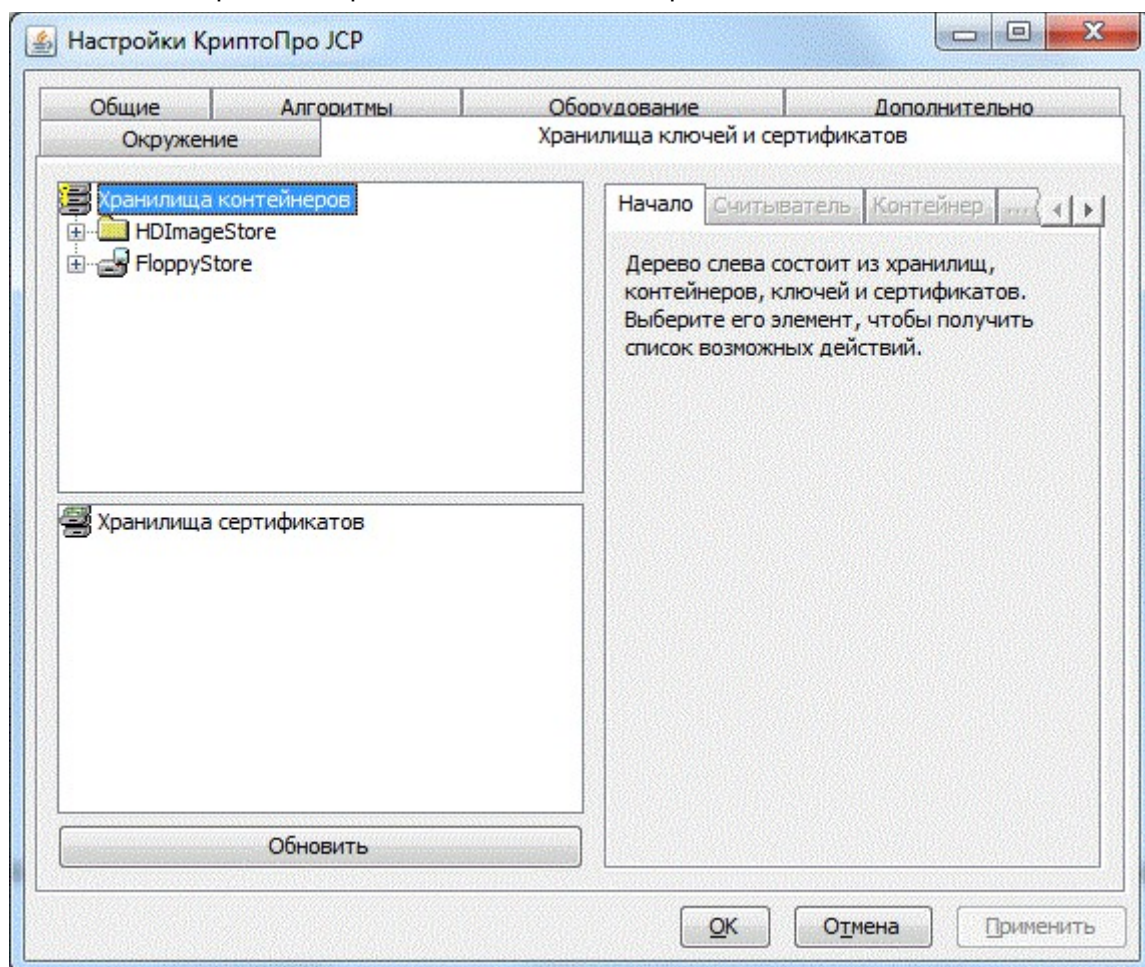 Настройки КриптоПро JCP
Общие Алгоритмы Оборудование Дополнительно
Окружение Хранилища ключей и сертификатов
Хранилища контейнеров
HDImageStore
FloppyStore
Хранилища сертификатов
Обновить
Начало Считыватель Контейнер ...
Дерево слева состоит из хранилищ,
контейнеров, ключей и сертификатов.
Выберите его элемент, чтобы получить
список возможных действий.
OK Отмена Применить